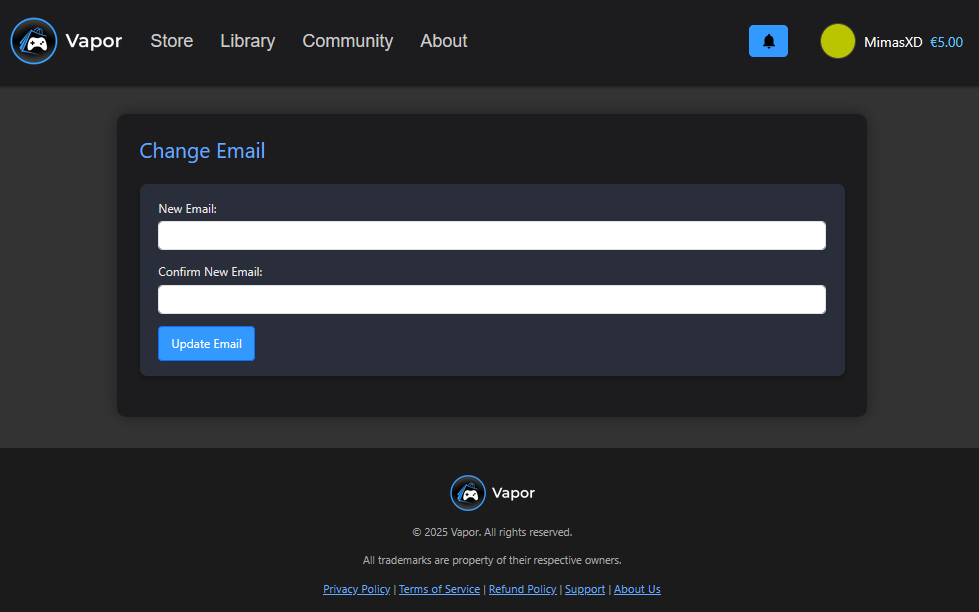 Vapor Store Library Community About MimasXD €5.00
Change Email
New Email:
Confirm New Email:
Update Email
Vapor
© 2025 Vapor. All rights reserved.
All trademarks are property of their respective owners.
Privacy Policy | Terms of Service | Refund Policy | Support | About Us